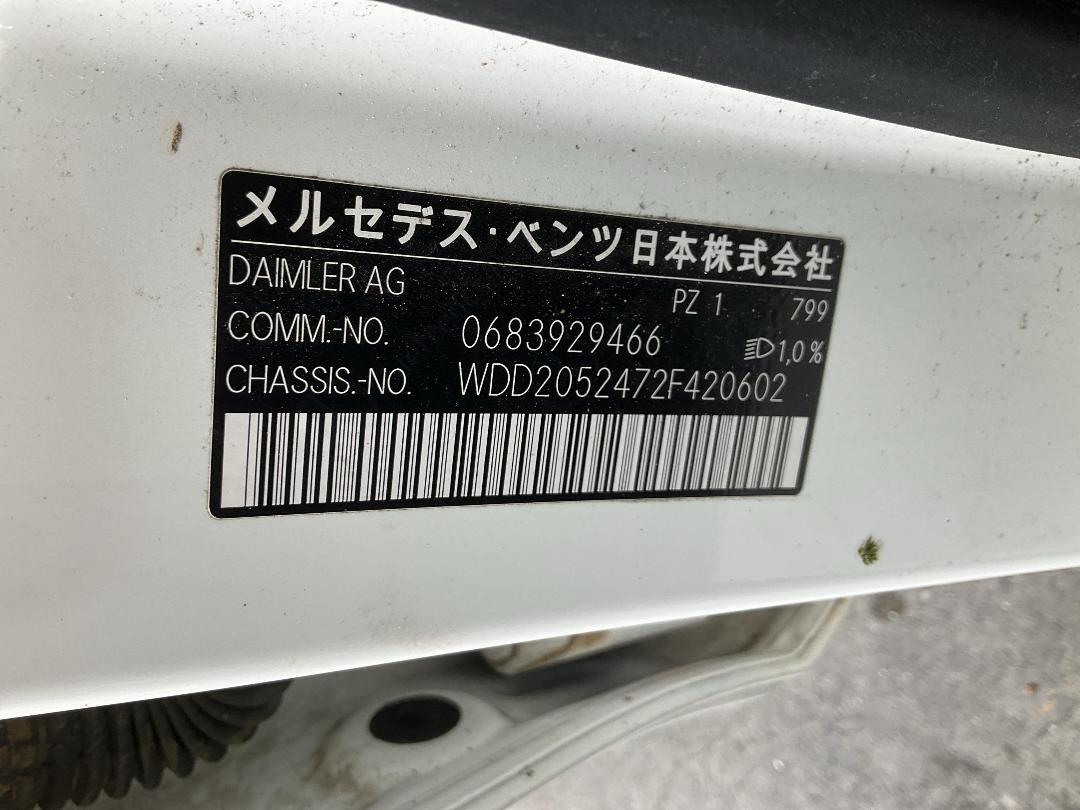 メルセデス・ベンツ日本株式会社
DAIMLER AG PZ 1 799
COMM.-NO. 0683929466 1,0 %
CHASSIS.-NO. WDD2052472F420602